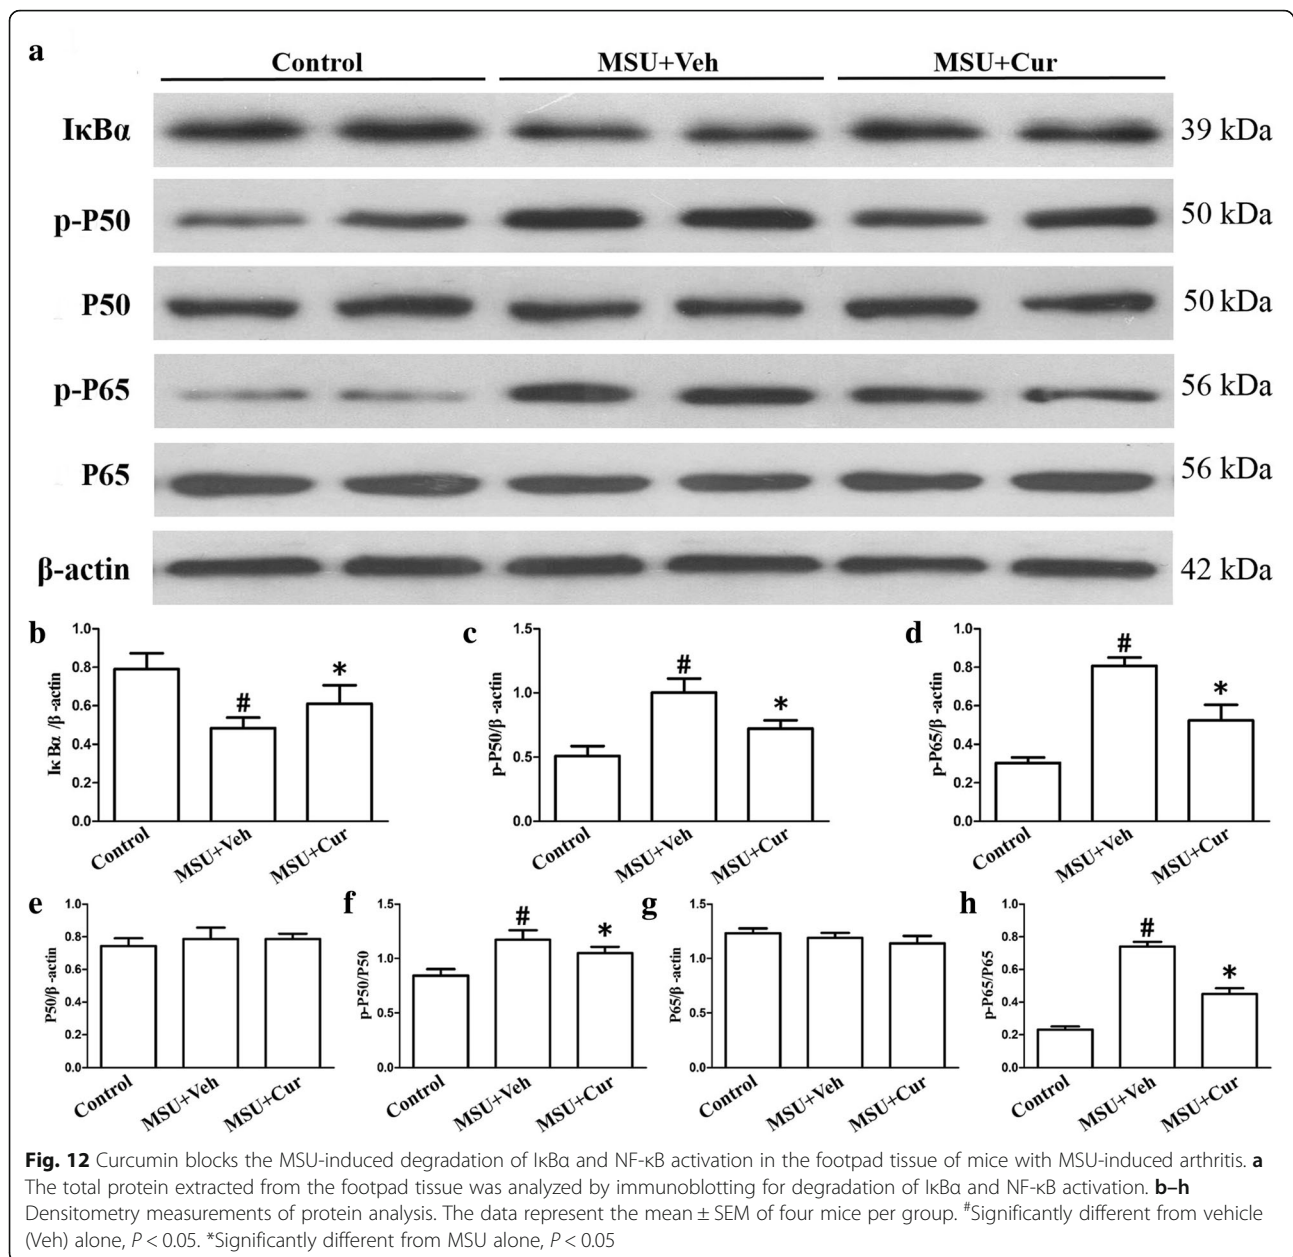 a
Control MSU+Veh MSU+Cur
IκBα 39 kDa
p-P50 50 kDa
P50 50 kDa
p-P65 56 kDa
P65 56 kDa
β-actin 42 kDa
b
Iκ Bα /β -actin
1.0
0.8
0.6
0.4
0.2
0.0
# *
Control MSU+Veh MSU+Cur
c
p-P50/β -actin
1.5
1.0
0.5
0.0
# *
Control MSU+Veh MSU+Cur
d
p-P65/β -actin
1.0
0.8
0.6
0.4
0.2
0.0
# *
Control MSU+Veh MSU+Cur
e
P50/β -actin
1.0
0.8
0.6
0.4
0.2
0.0
Control MSU+Veh MSU+Cur
f
p-P50/P50
1.5
1.0
0.5
0.0
# *
Control MSU+Veh MSU+Cur
g
P65/β -actin
1.5
1.0
0.5
0.0
Control MSU+Veh MSU+Cur
h
p-P65/P65
1.0
0.8
0.6
0.4
0.2
0.0
# *
Control MSU+Veh MSU+Cur
Fig. 12 Curcumin blocks the MSU-induced degradation of IκBα and NF-κB activation in the footpad tissue of mice with MSU-induced arthritis. a
The total protein extracted from the footpad tissue was analyzed by immunoblotting for degradation of IκBα and NF-κB activation. b–h
Densitometry measurements of protein analysis. The data represent the mean ± SEM of four mice per group. #Significantly different from vehicle
(Veh) alone, P < 0.05. *Significantly different from MSU alone, P < 0.05